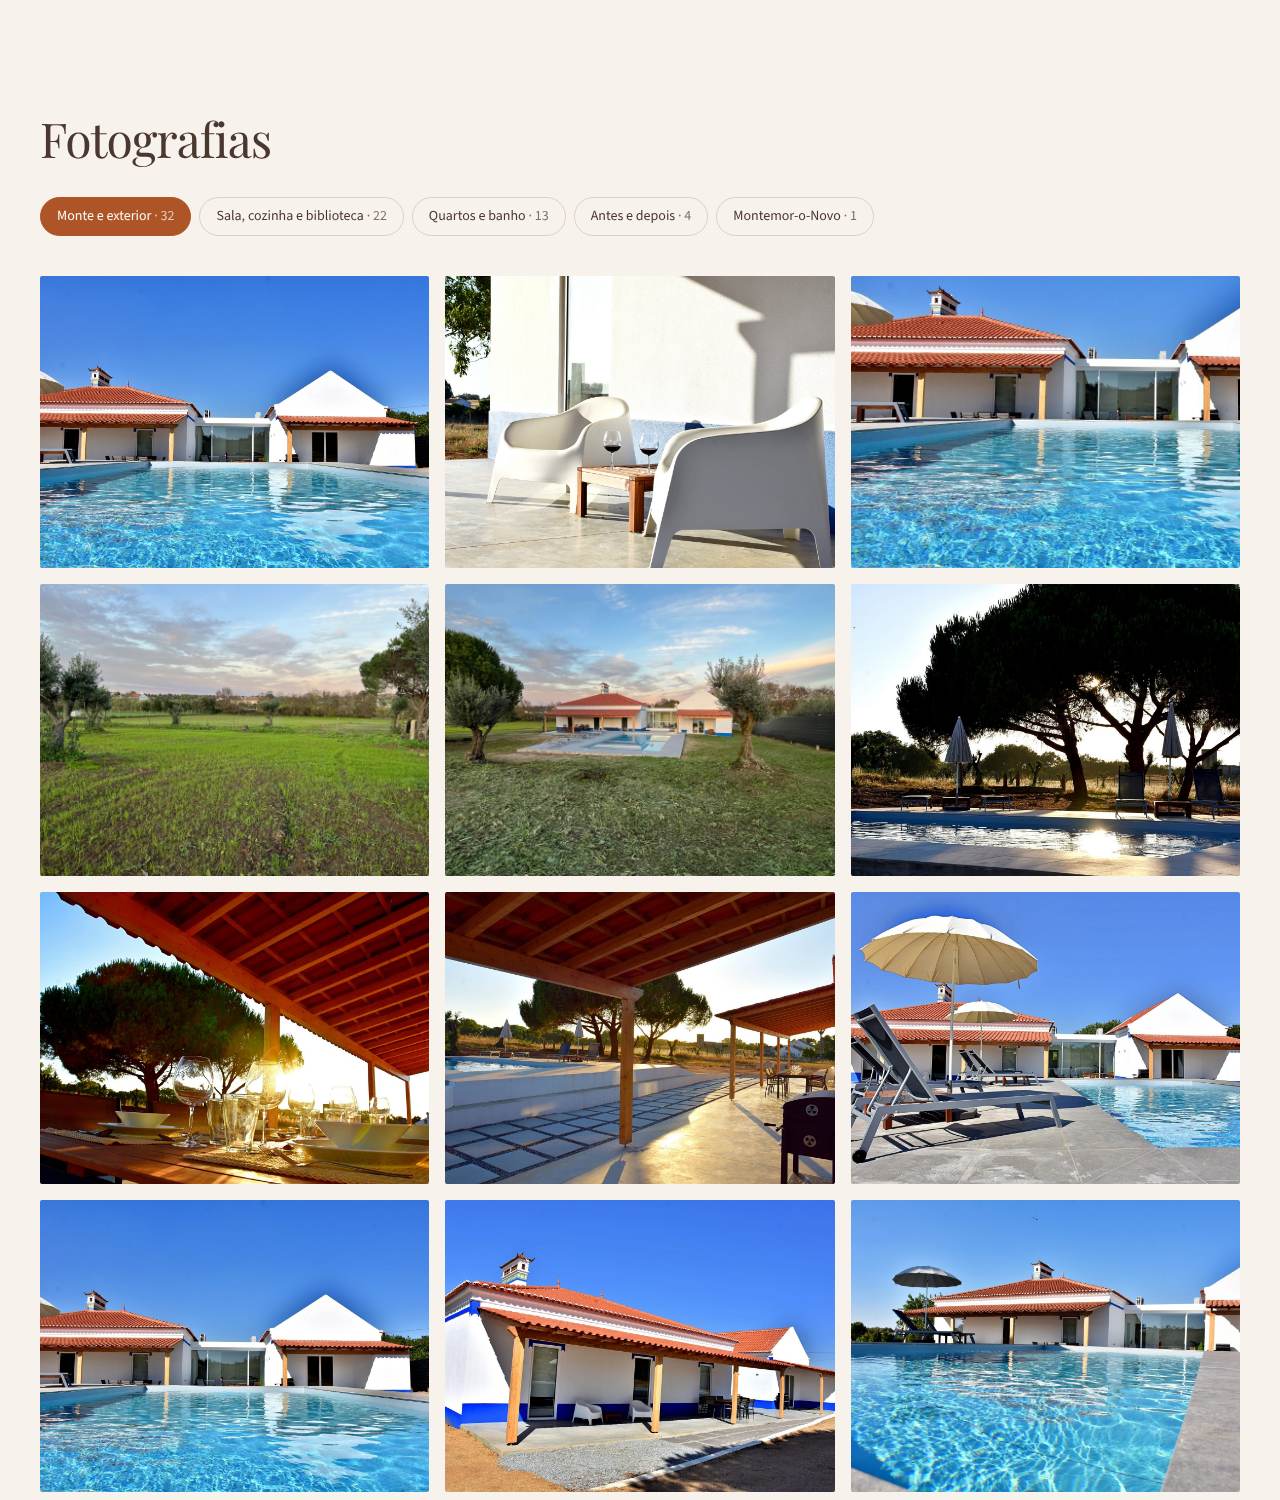 Fotografias
Monte e exterior · 32
Sala, cozinha e biblioteca · 22
Quartos e banho · 13
Antes e depois · 4
Montemor-o-Novo · 1